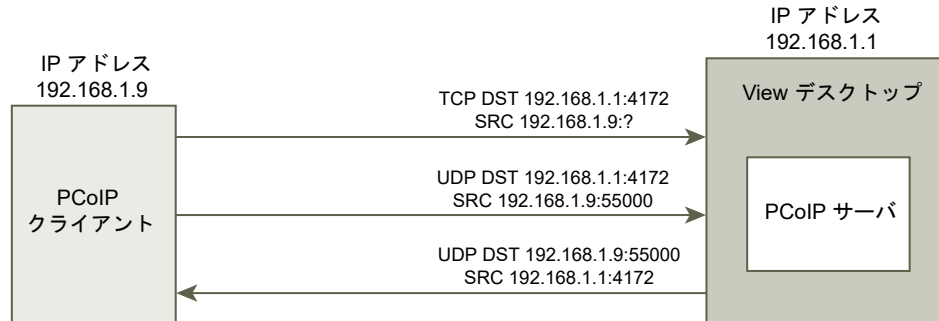 IP アドレス
192.168.1.1
IP アドレス
192.168.1.9
View デスクトップ
TCP DST 192.168.1.1:4172
SRC 192.168.1.9:?
UDP DST 192.168.1.1:4172
SRC 192.168.1.9:55000
PCoIP
クライアント
PCoIP サーバ
UDP DST 192.168.1.9:55000
SRC 192.168.1.1:4172